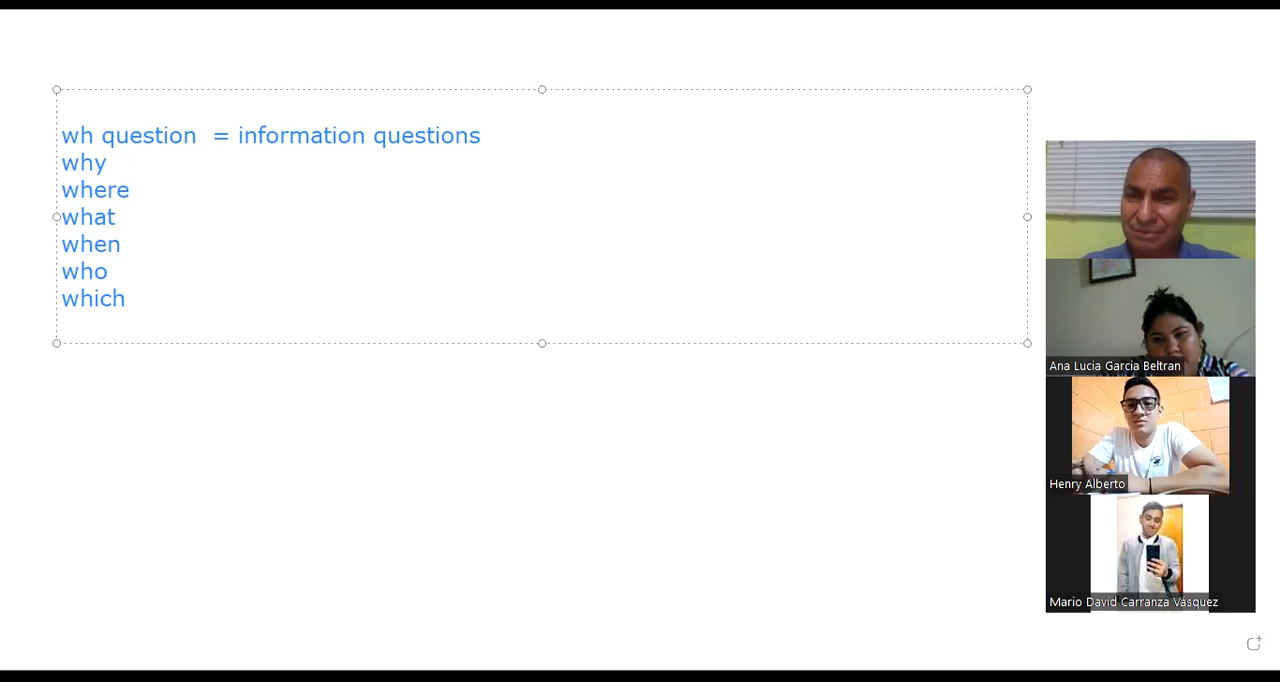 wh question  = information questions
why
where
what
when
who
which
Ana Lucia Garcia Beltran
Henry Alberto
Mario David Carranza Vásquez